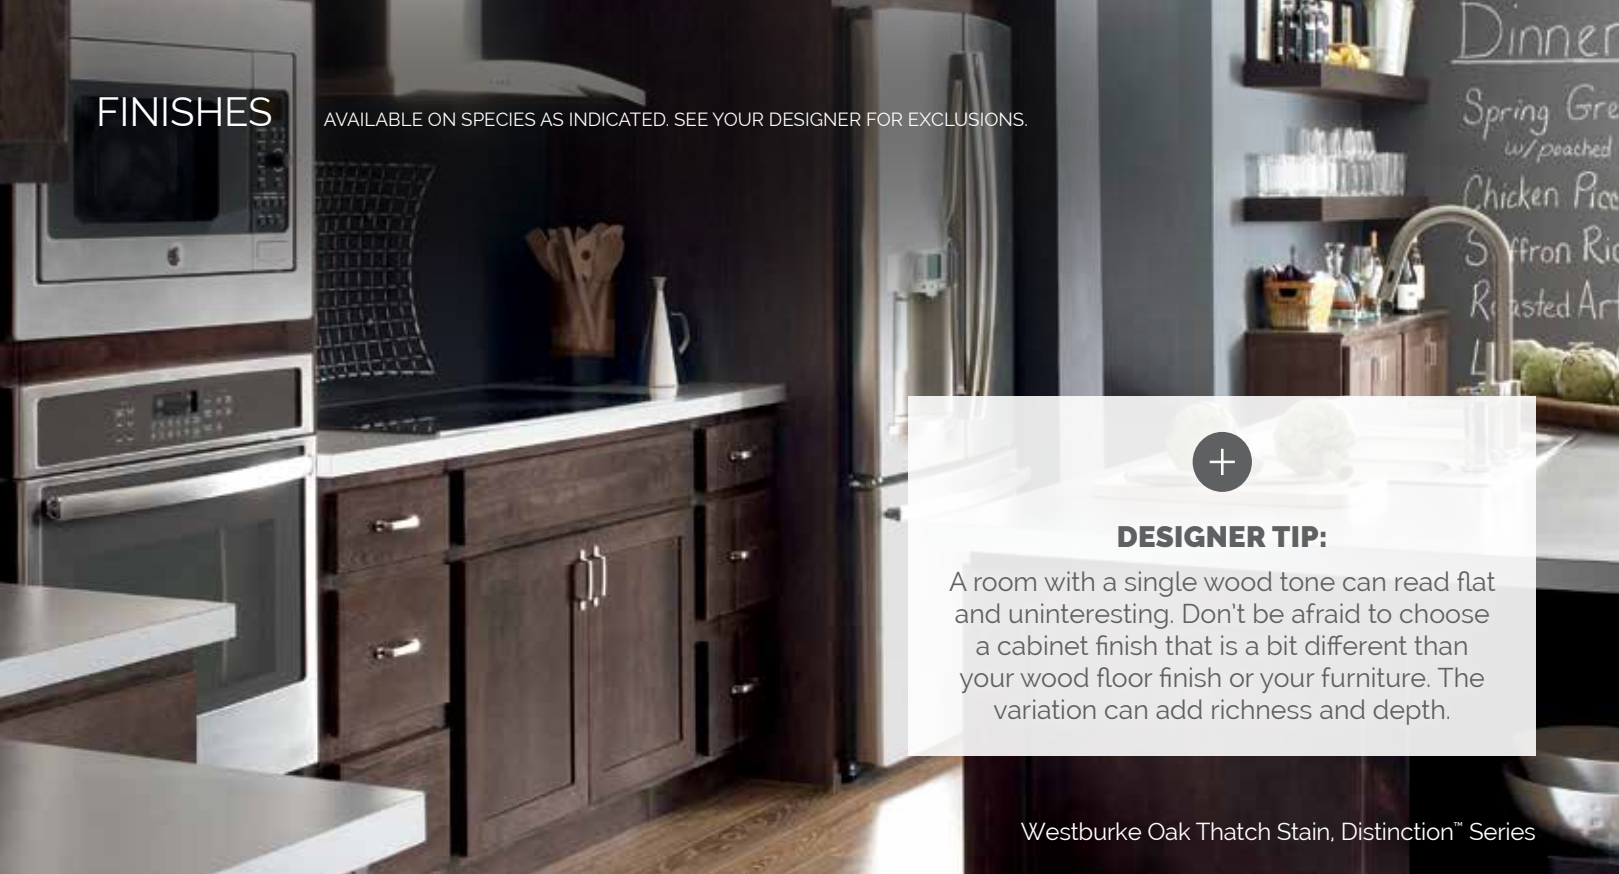 FINISHES
AVAILABLE ON SPECIES AS INDICATED. SEE YOUR DESIGNER FOR EXCLUSIONS.
Dinner
Spring
w/poached
Chicken
DESIGNER TIP:
A room with a single wood tone can read flat
and uninteresting. Don't be afraid to choose
a cabinet finish that is a bit different than
your wood floor finish or your furniture. The
variation can add richness and depth.
Westburke Oak Thatch Stain, Distinction™ Series